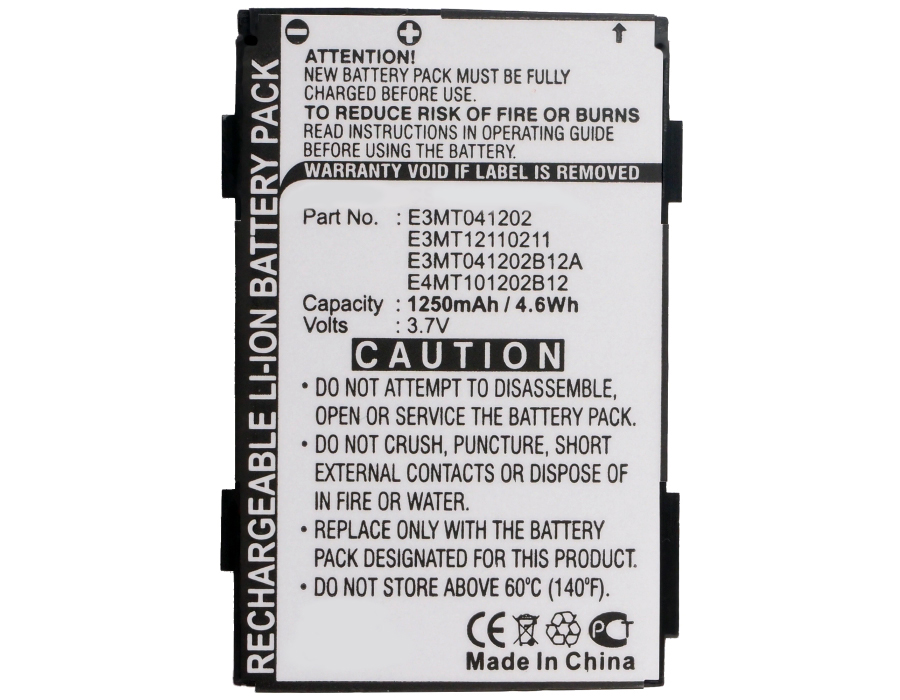 RECHARGEABLE LI-ION BATTERY PACK
ATTENTION!
NEW BATTERY PACK MUST BE FULLY
CHARGED BEFORE USE.
TO REDUCE RISK OF FIRE OR BURNS
READ INSTRUCTIONS IN OPERATING GUIDE
BEFORE USING THE BATTERY.
WARRANTY VOID IF LABEL IS REMOVED
Part No. : E3MT041202
E3MT12110211
E3MT041202B12A
E4MT101202B12
Capacity : 1250mAh / 4.6Wh
Volts : 3.7V
CAUTION
• DO NOT ATTEMPT TO DISASSEMBLE,
OPEN OR SERVICE THE BATTERY PACK.
• DO NOT CRUSH, PUNCTURE, SHORT
EXTERNAL CONTACTS OR DISPOSE OF
IN FIRE OR WATER.
• REPLACE ONLY WITH THE BATTERY
PACK DESIGNATED FOR THIS PRODUCT.
• DO NOT STORE ABOVE 60°C (140°F).
CE PCT
Made In China